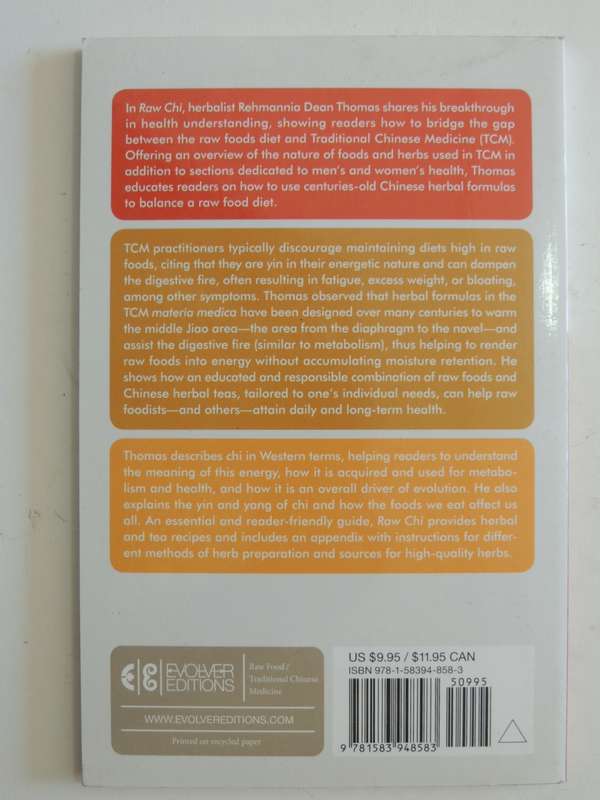 In Raw Chi, herbalist Rehmannia Dean Thomas shares his breakthrough
in health understanding, showing readers how to bridge the gap
between the raw foods diet and Traditional Chinese Medicine (TCM).
Offering an overview of the nature of foods and herbs used in TCM in
addition to sections dedicated to men's and women's health, Thomas
educates readers on how to use centuries-old Chinese herbal formulas
to balance a raw food diet.
TCM practitioners typically discourage maintaining diets high in raw
foods, citing that they are yin in their energetic nature and can dampen
the digestive fire, often resulting in fatigue, excess weight, or bloating,
among other symptoms. Thomas observed that herbal formulas in the
TCM materia medica have been designed over many centuries to warm
the middle Jiao area—the area from the diaphragm to the navel—and
assist the digestive fire (similar to metabolism), thus helping to render
raw foods into energy without accumulating moisture retention. He
shows how an educated and responsible combination of raw foods and
Chinese herbal teas, tailored to one's individual needs, can help raw
foodists—and others—attain daily and long-term health.
Thomas describes chi in Western terms, helping readers to understand
the meaning of this energy, how it is acquired and used for metabo-
lism and health, and how it is an overall driver of evolution. He also
explains the yin and yang of chi and how the foods we eat affect us
all. An essential and reader-friendly guide, Raw Chi provides herbal
and tea recipes and includes an appendix with instructions for differ-
ent methods of herb preparation and sources for high-quality herbs.
EVOLVER
EDITIONS
Raw Food /
Traditional Chinese
Medicine
WWW.EVOLVEREDITIONS.COM
Printed on recycled paper
US $9.95 / $11.95 CAN
ISBN 978-1-58394-858-3
50995
9 781583 948583